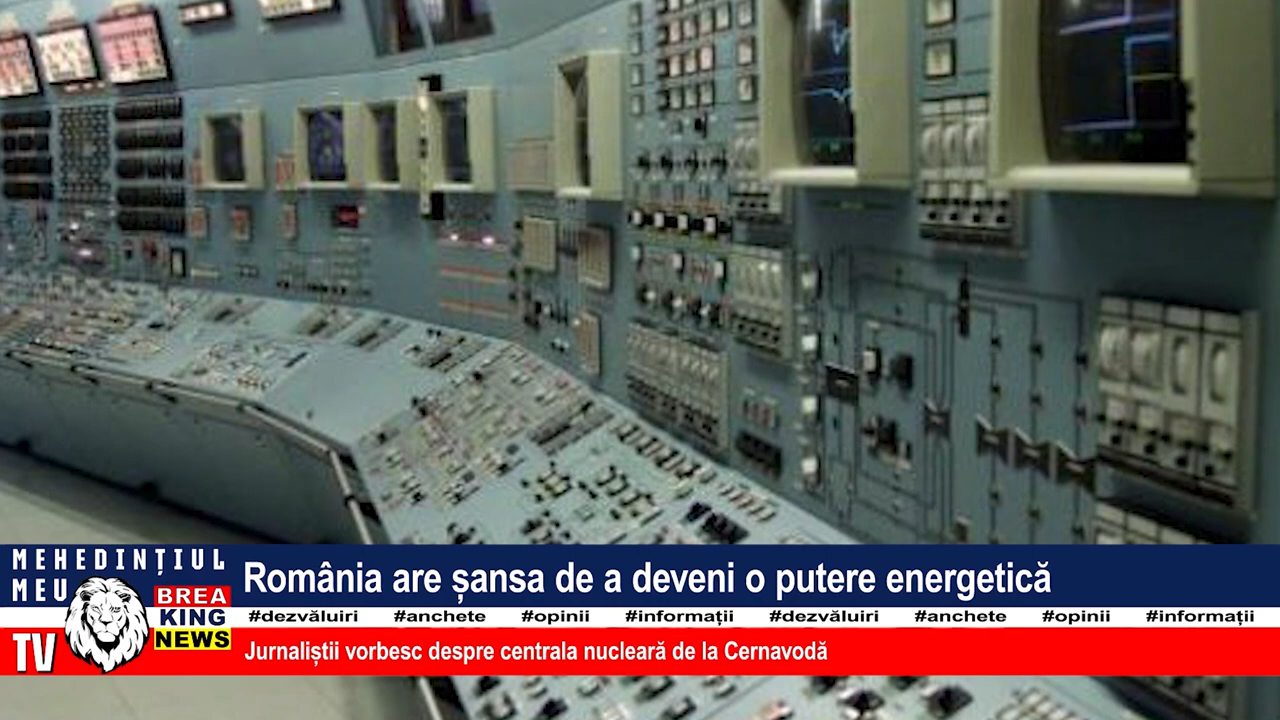 MEHEDINȚIUL
MEU
TV
BREA
KING
NEWS
România are șansa de a deveni o putere energetică
#dezvăluiri #anchete #opinii #informații #dezvăluiri #anchete #opinii #informații
Jurnaliștii vorbesc despre centrala nucleară de la Cernavodă